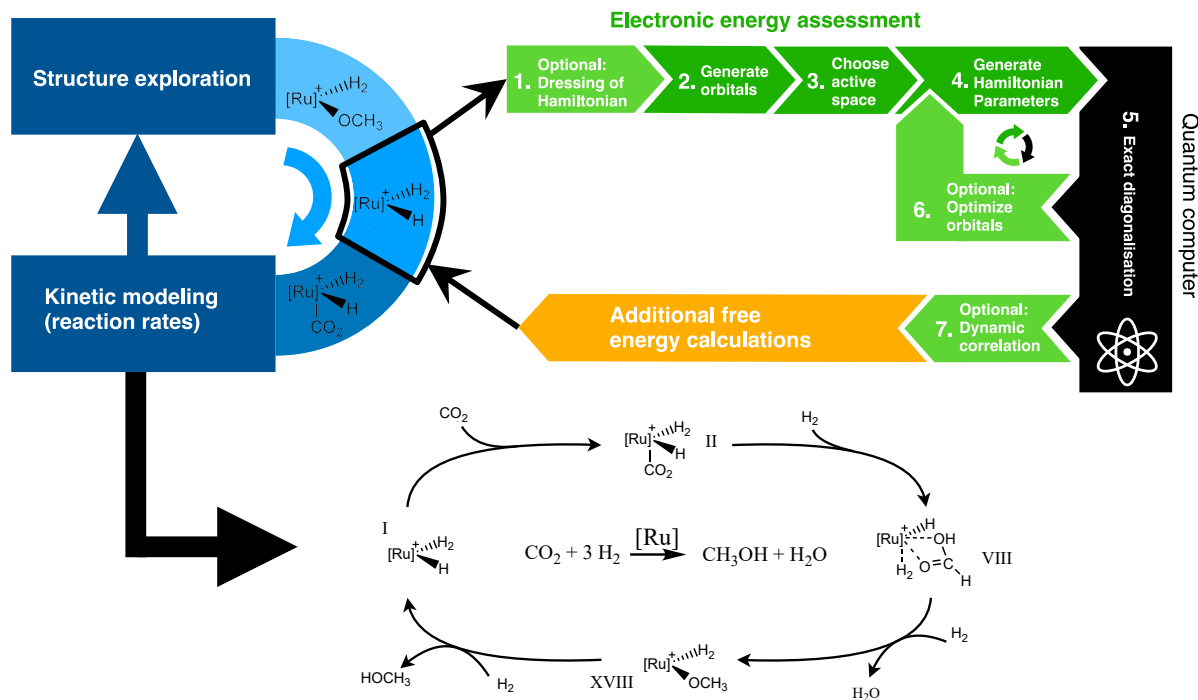 Electronic energy assessment
Structure exploration
[Ru]
+
H2
OCH3
1. Optional:
Dressing of
Hamiltonian
2. Generate
orbitals
3. Choose
active
space
4. Generate
Hamiltonian
Parameters
5. Exact diagonalisation
Quantum computer
[Ru]
+
H2
H
6. Optional:
Optimize
orbitals
Kinetic modeling
(reaction rates)
[Ru]
+
H2
H
CO2
Additional free
energy calculations
7. Optional:
Dynamic
correlation
CO2
[Ru]
+
H2
H
CO2
II
H2
I
[Ru]
+
H2
H
CO2 + 3 H2
[Ru]
CH3OH + H2O
[Ru]
+
H
OH
H2
O
C
H
VIII
HOCH3
H2
XVIII
[Ru]
+
H2
OCH3
H2
H2O